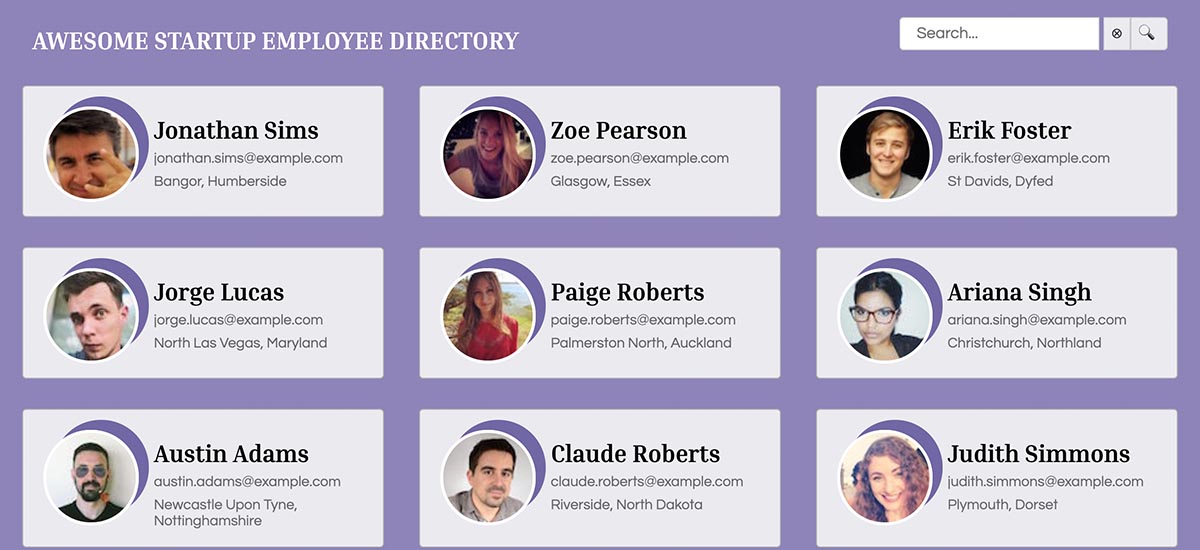 AWESOME STARTUP EMPLOYEE DIRECTORY
Search...
Jonathan Sims
jonathan.sims@example.com
Bangor, Humberside
Zoe Pearson
zoe.pearson@example.com
Glasgow, Essex
Erik Foster
erik.foster@example.com
St Davids, Dyfed
Jorge Lucas
jorge.lucas@example.com
North Las Vegas, Maryland
Paige Roberts
paige.roberts@example.com
Palmerston North, Auckland
Ariana Singh
ariana.singh@example.com
Christchurch, Northland
Austin Adams
austin.adams@example.com
Newcastle Upon Tyne,
Nottinghamshire
Claude Roberts
claude.roberts@example.com
Riverside, North Dakota
Judith Simmons
judith.simmons@example.com
Plymouth, Dorset